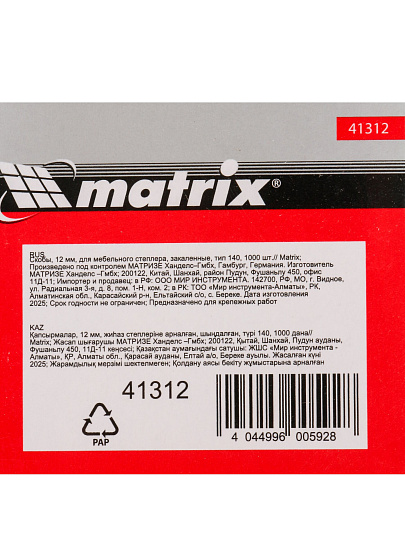 41312
matrix®
RUS
Скобы, 12 мм, для мебельного степлера, закаленные, тип 140, 1000 шт.// Matrix;
Произведено под контролем МАТРИЗЕ Ханделс-Гмбх, Гамбург, Германия. Изготовитель
МАТРИЗЕ Ханделс –Гмбх; 200122, Китай, Шанхай, район Пудун, Фушаньлу 450, офис
11Д-11; Импортер и продавец: в РФ: ООО МИР ИНСТРУМЕНТА, 142700, РФ, МО, г. Видное,
ул. Радиальная 3-я, д. 8, пом. 1-Н, ком. 2; в РК: ТОО «Мир инструмента-Алматы», РК,
Алматинская обл., Карасайский р-н, Ельтайский с/о, с. Береке. Дата изготовления
2025; Срок годности не ограничен; Предназначено для крепежных работ
KAZ
Қапсырмалар, 12 мм, жиһаз степлеріне арналған, шыңдалған, түрі 140, 1000 дана//
Matrix; Жасап шығарушы МАТРИЗЕ Ханделс –Гмбх; 200122, Қытай, Шанхай, Пудун ауданы,
Фушаньлу 450, 11Д-11 кеңсесі; Қазақстан аумағындағы сатушы: ЖШС «Мир инструмента -
Алматы», ҚР, Алматы обл., Қарасай ауданы, Елтай а/о, Береке ауылы. Жасалған күні
2025; Жарамдылық мерзімі шектелмеген; Қолдану аясы бекіту жұмыстарына арналған
41312
PAP
4 044996 005928